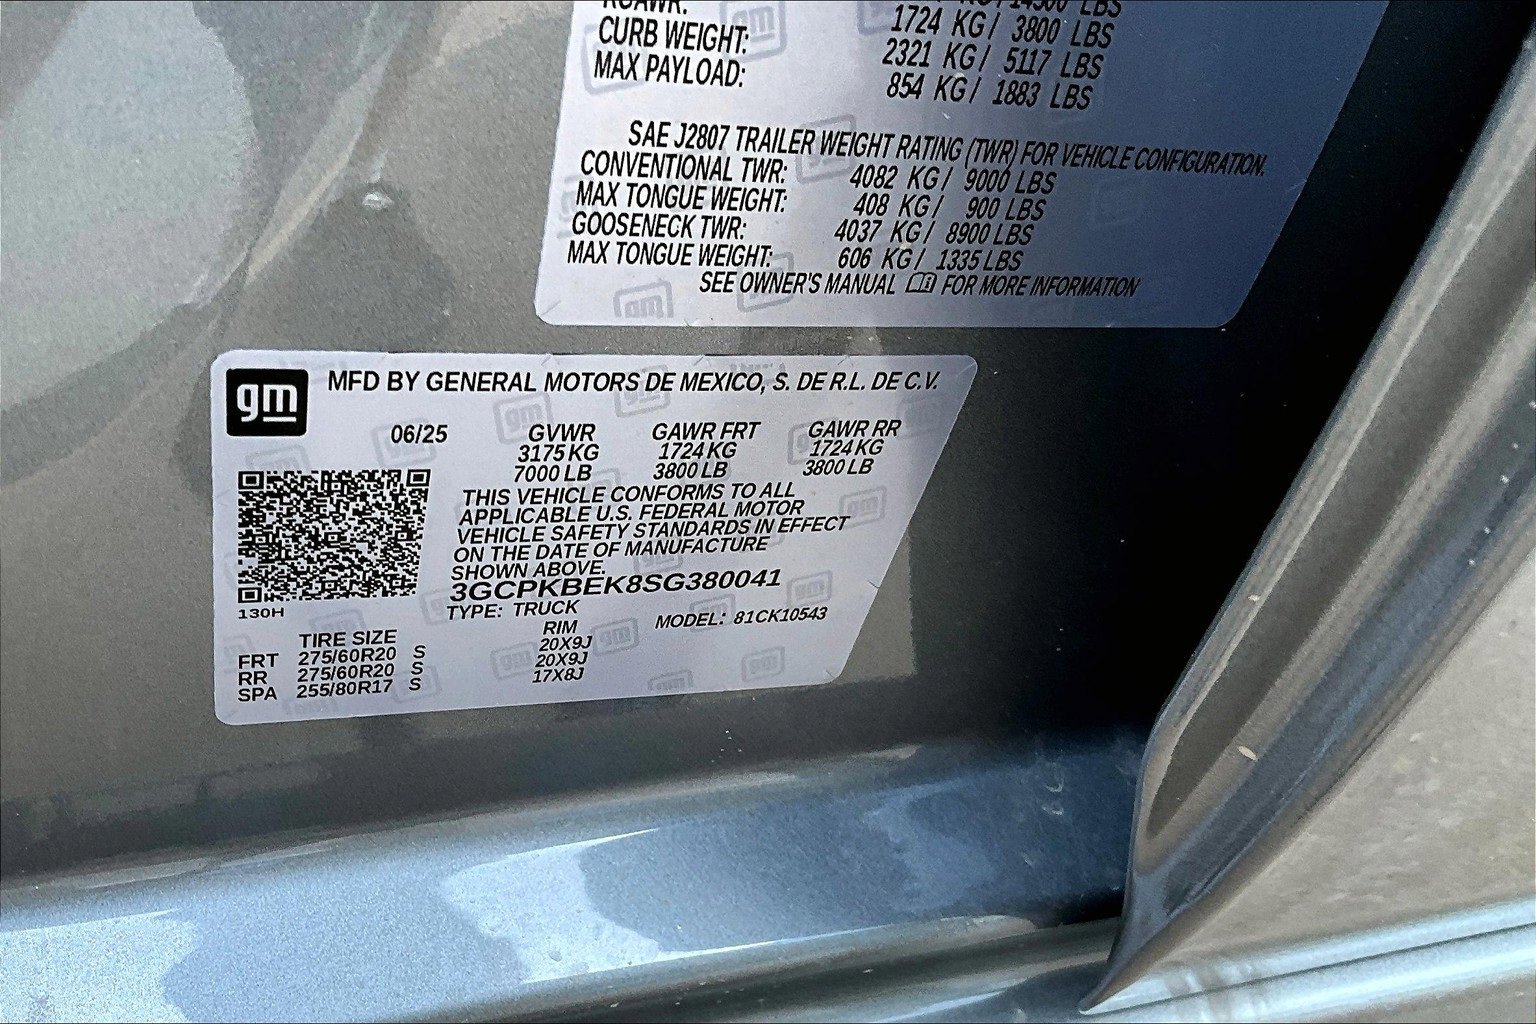 RGAWR: 1724 KG/ 3800 LBS
CURB WEIGHT: 2321 KG/ 5117 LBS
MAX PAYLOAD: 854 KG/ 1883 LBS
SAE J2807 TRAILER WEIGHT RATING (TWR) FOR VEHICLE CONFIGURATION.
CONVENTIONAL TWR: 4082 KG/ 9000 LBS
MAX TONGUE WEIGHT: 408 KG/ 900 LBS
GOOSENECK TWR: 4037 KG/ 8900 LBS
MAX TONGUE WEIGHT: 606 KG/ 1335 LBS
SEE OWNER'S MANUAL FOR MORE INFORMATION
gm
MFD BY GENERAL MOTORS DE MEXICO, S. DE R.L. DE C.V.
06/25 GVWR GAWR FRT GAWR RR
3175 KG 1724 KG 1724 KG
7000 LB 3800 LB 3800 LB
THIS VEHICLE CONFORMS TO ALL
APPLICABLE U.S. FEDERAL MOTOR
VEHICLE SAFETY STANDARDS IN EFFECT
ON THE DATE OF MANUFACTURE
SHOWN ABOVE.
3GCPKBEK8SG380041
130H
TYPE: TRUCK MODEL: 81CK10543
TIRE SIZE RIM
FRT 275/60R20 S 20X9J
RR 275/60R20 S 20X9J
SPA 255/80R17 S 17X8J